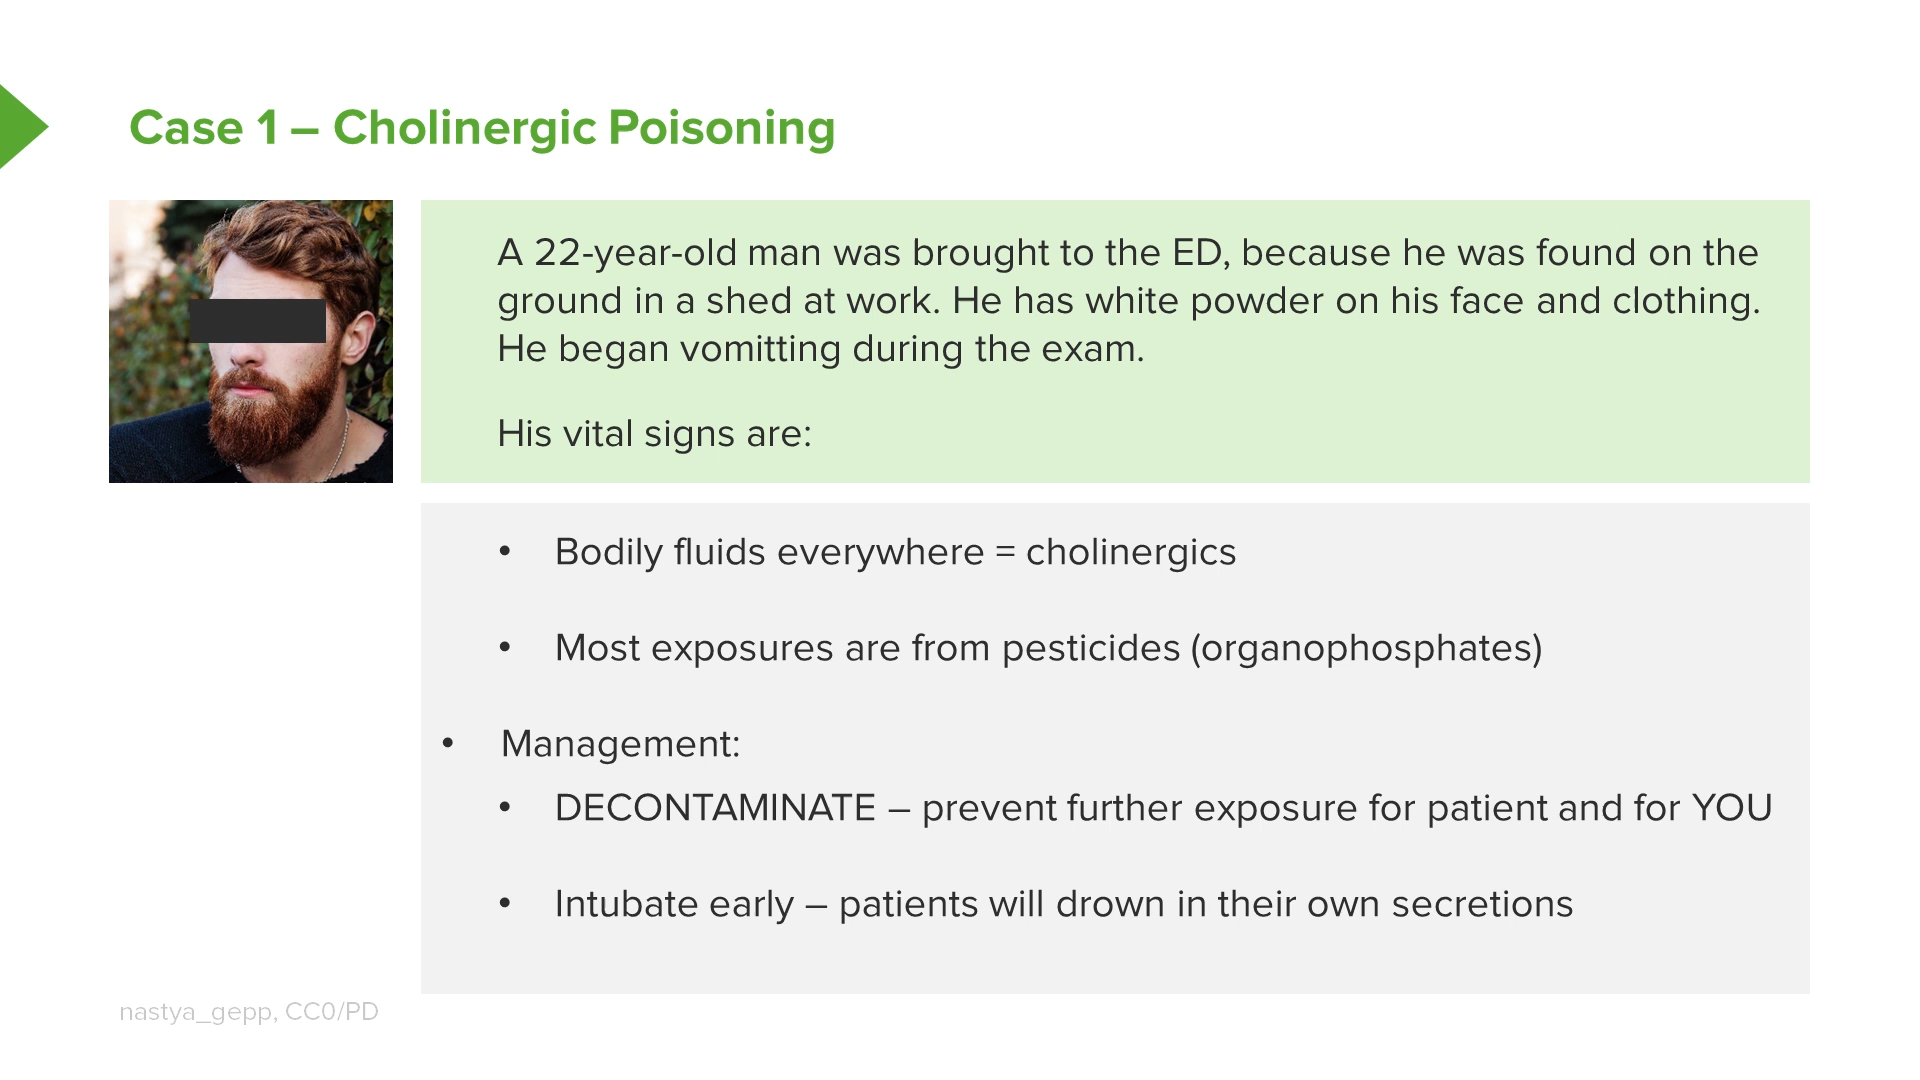 Case 1 – Cholinergic Poisoning
A 22-year-old man was brought to the ED, because he was found on the
ground in a shed at work. He has white powder on his face and clothing.
He began vomitting during the exam.
His vital signs are:
• Bodily fluids everywhere = cholinergics
• Most exposures are from pesticides (organophosphates)
• Management:
• DECONTAMINATE – prevent further exposure for patient and for YOU
• Intubate early – patients will drown in their own secretions
nastya_gepp, CC0/PD